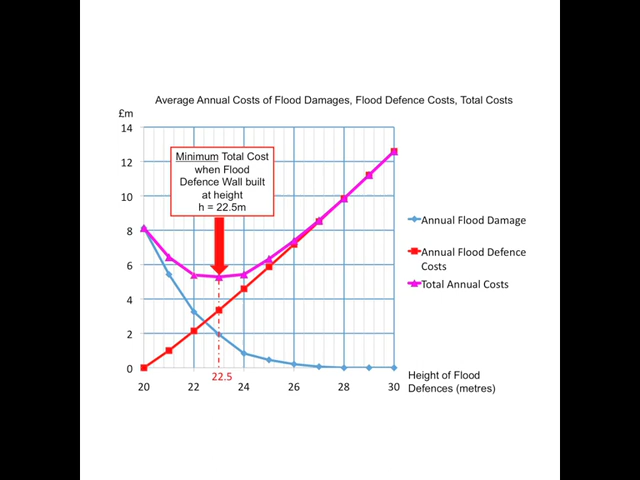 Average Annual Costs of Flood Damages, Flood Defence Costs, Total Costs
£m
14
12
10
8
6
4
2
0
Minimum Total Cost
when Flood
Defence Wall built
at height
h = 22.5m
22.5
20 22 24 26 28 30
Annual Flood Damage
Annual Flood Defence
Costs
Total Annual Costs
Height of Flood
Defences (metres)